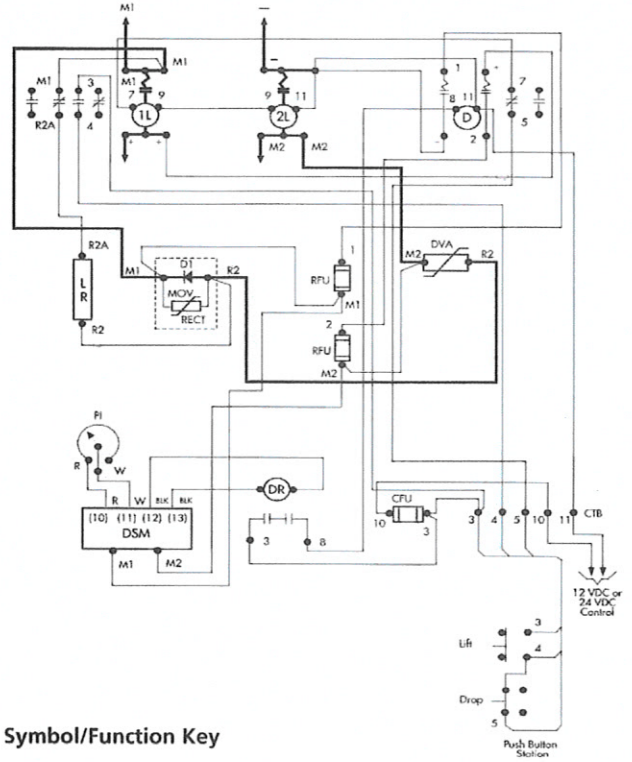 M1 −
M1 −
M1 3 M1 7 9 9 11 1 8 11 + 7
R2A 4 1L 2L D 5
+ + M2 M2 - 2
R2A M1 D1 R2 1 M2 DVA R2
LR MOV RFU
RECT M1
R2 2
RFU
M2
PI
R W
R W BLK BLK DR CFU
(10) (11) (12) (13) 10 3 3 4 5 10 11 CTB
DSM 3 8
M1 M2
12 VDC or
24 VDC
Control
3
Lift 4
Drop
5
Symbol/Function Key
Push Button
Station